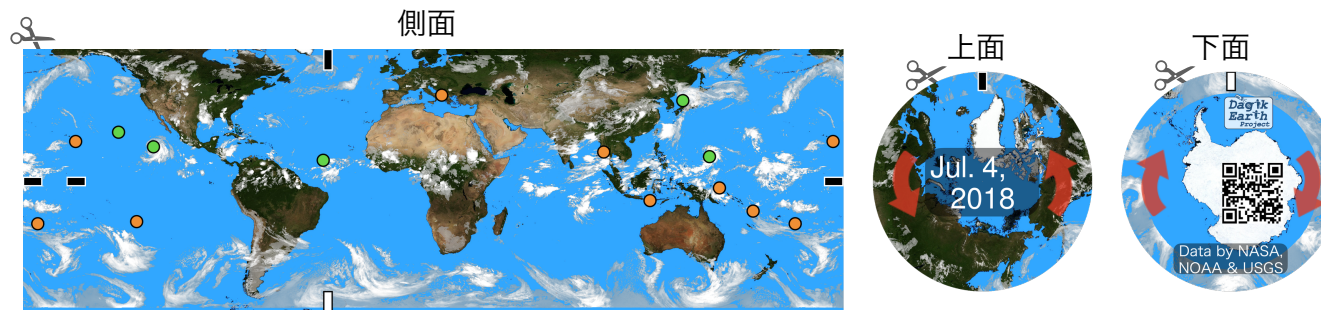 側面
上面
下面
Jul. 4,
2018
Dagik
Earth
Project
Data by NASA,
NOAA & USGS